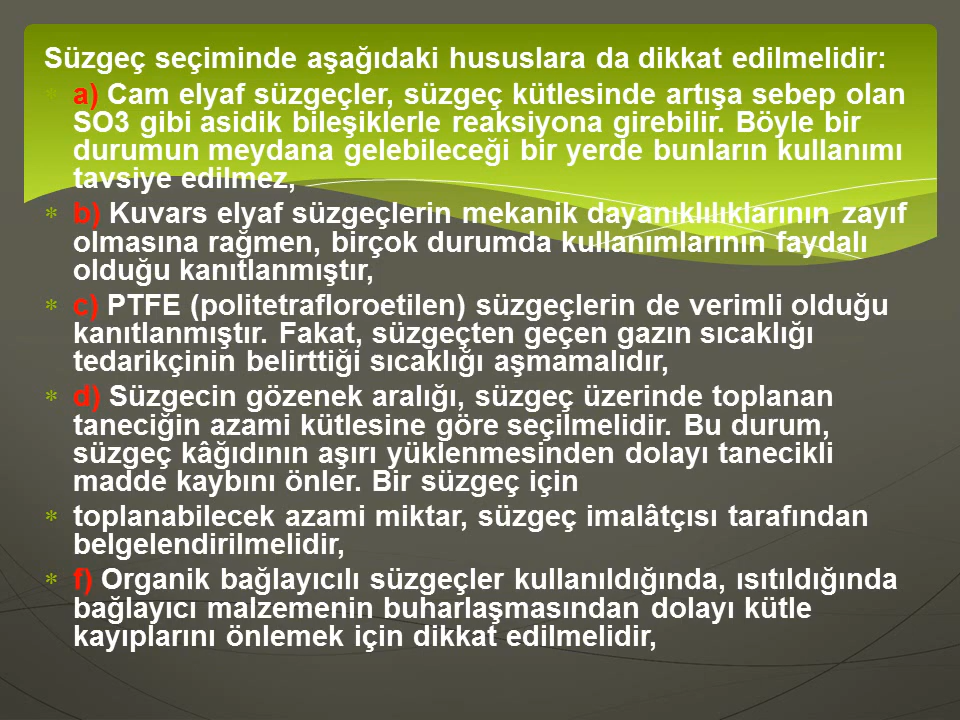 Süzgeç seçiminde aşağıdaki hususlara da dikkat edilmelidir:
* a) Cam elyaf süzgeçler, süzgeç kütlesinde artışa sebep olan
SO3 gibi asidik bileşiklerle reaksiyona girebilir. Böyle bir
durumun meydana gelebileceği bir yerde bunların kullanımı
tavsiye edilmez,
* b) Kuvars elyaf süzgeçlerin mekanik dayanıklılıklarının zayıf
olmasına rağmen, birçok durumda kullanımlarının faydalı
olduğu kanıtlanmıştır,
* c) PTFE (politetrafloroetilen) süzgeçlerin de verimli olduğu
kanıtlanmıştır. Fakat, süzgeçten geçen gazın sıcaklığı
tedarikçinin belirttiği sıcaklığı aşmamalıdır,
* d) Süzgecin gözenek aralığı, süzgeç üzerinde toplanan
taneciğin azami kütlesine göre seçilmelidir. Bu durum,
süzgeç kâğıdının aşırı yüklenmesinden dolayı tanecikli
madde kaybını önler. Bir süzgeç için
* toplanabilecek azami miktar, süzgeç imalâtçısı tarafından
belgelendirilmelidir,
* f) Organik bağlayıcılı süzgeçler kullanıldığında, ısıtıldığında
bağlayıcı malzemenin buharlaşmasından dolayı kütle
kayıplarını önlemek için dikkat edilmelidir,